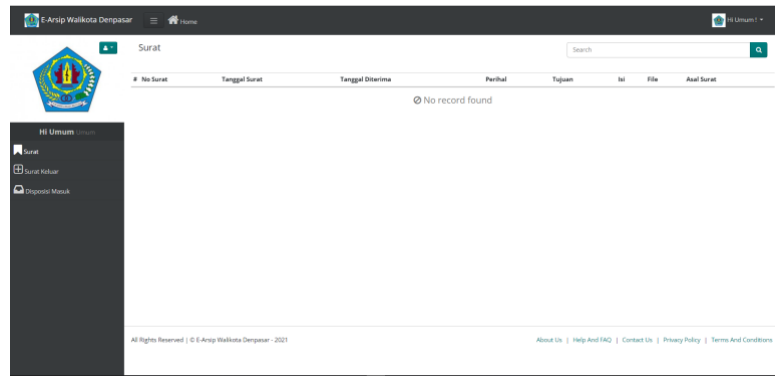 E-Arsip Walikota Denpasar Home Hi Umum !
Surat Search
# No Surat Tanggal Surat Tanggal Diterima Perihal Tujuan Isi File Asal Surat
No record found
Hi Umum Umum
Surat
Surat Keluar
Disposisi Masuk
All Rights Reserved | © E-Arsip Walikota Denpasar - 2021 About Us | Help And FAQ | Contact Us | Privacy Policy | Terms And Conditions